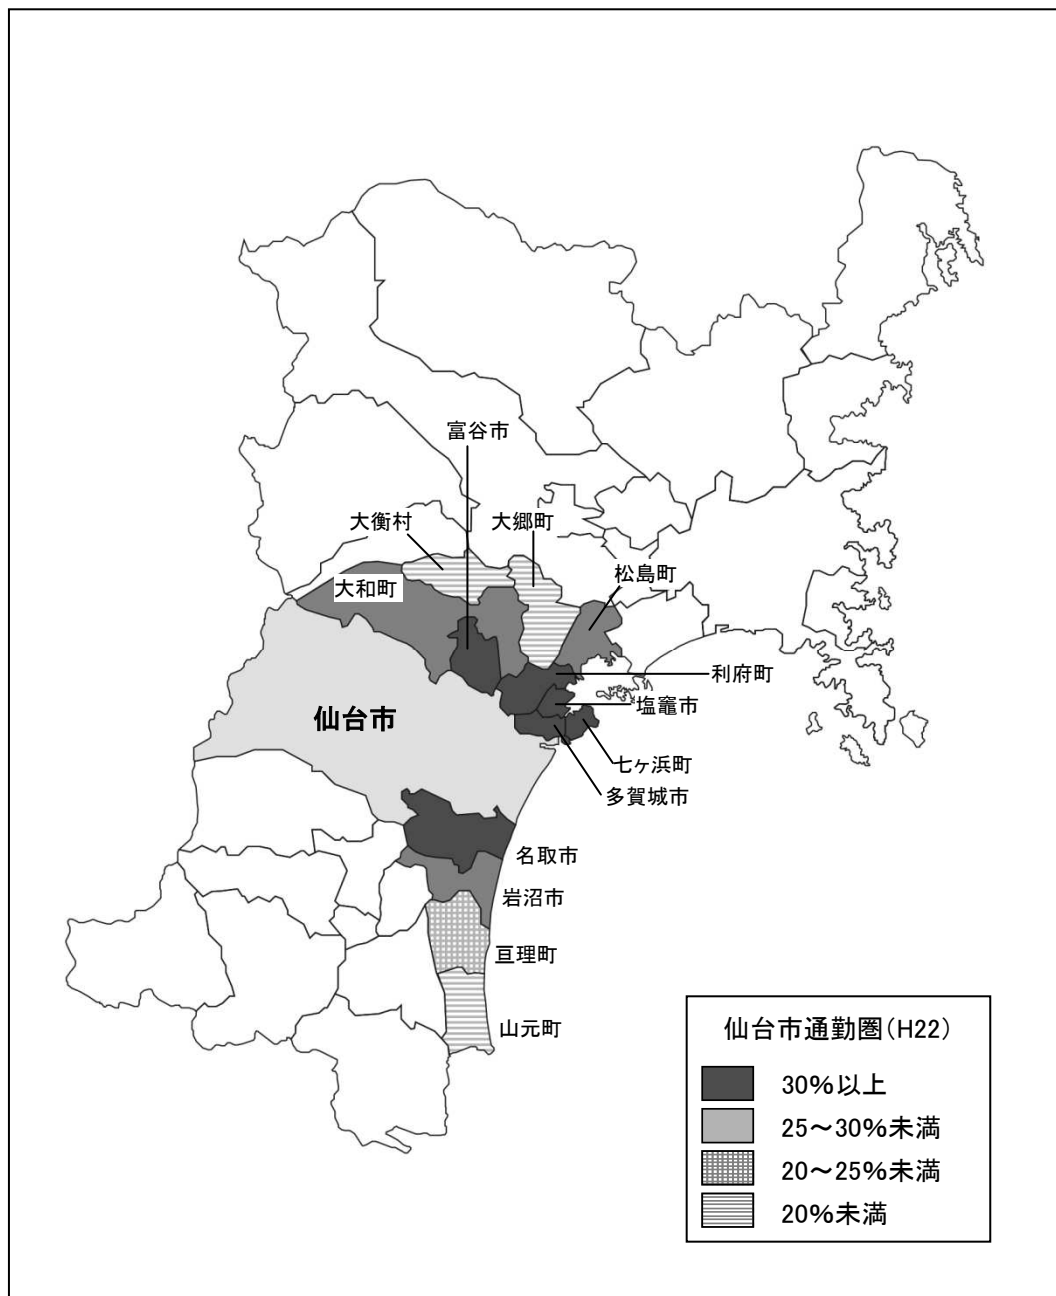 富谷市
大衡村
大郷町
松島町
大和町
利府町
塩竈市
仙台市
七ヶ浜町
多賀城市
名取市
岩沼市
亘理町
山元町
仙台市通勤圏（H22）
30%以上
25～30%未満
20～25%未満
20%未満